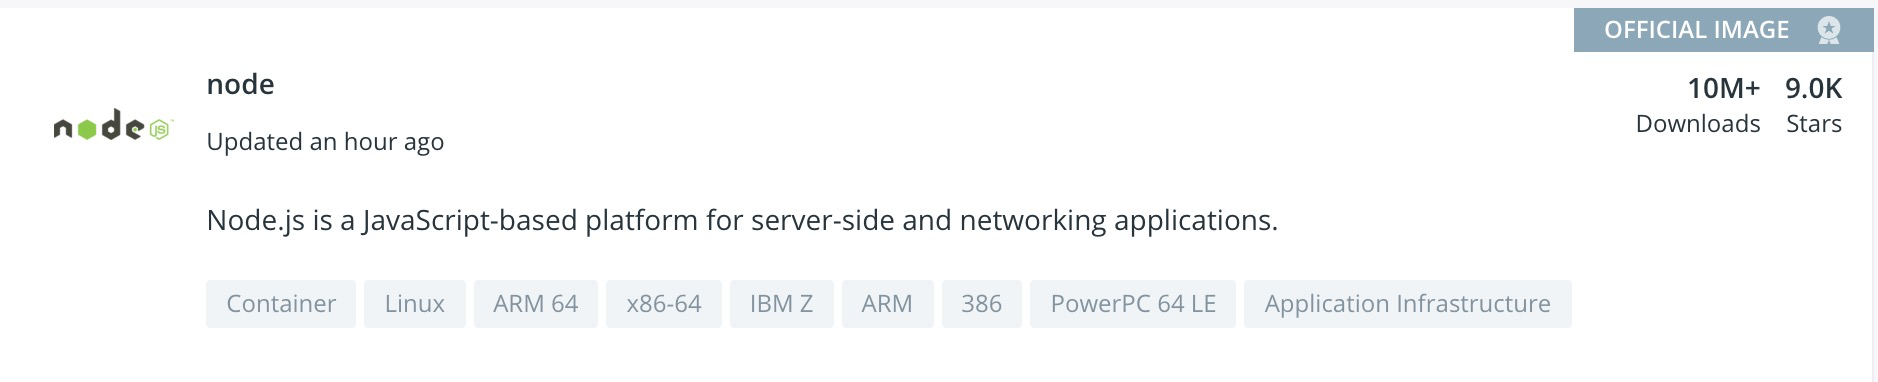 OFFICIAL IMAGE
node
10M+ 9.0K
Downloads Stars
node JS
Updated an hour ago
Node.js is a JavaScript-based platform for server-side and networking applications.
Container Linux ARM 64 x86-64 IBM Z ARM 386 PowerPC 64 LE Application Infrastructure